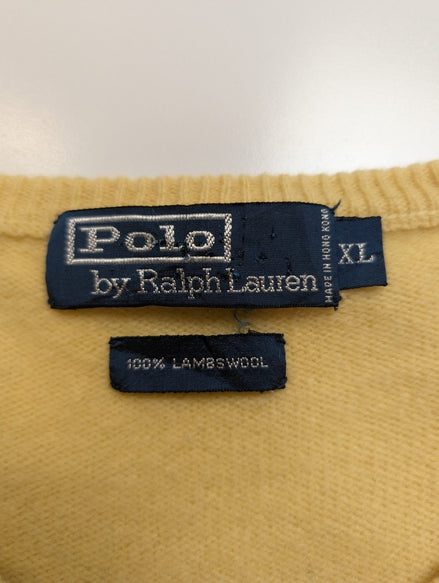 Polo
by Ralph Lauren
MADE IN HONG KONG
XL
100% LAMBSWOOL